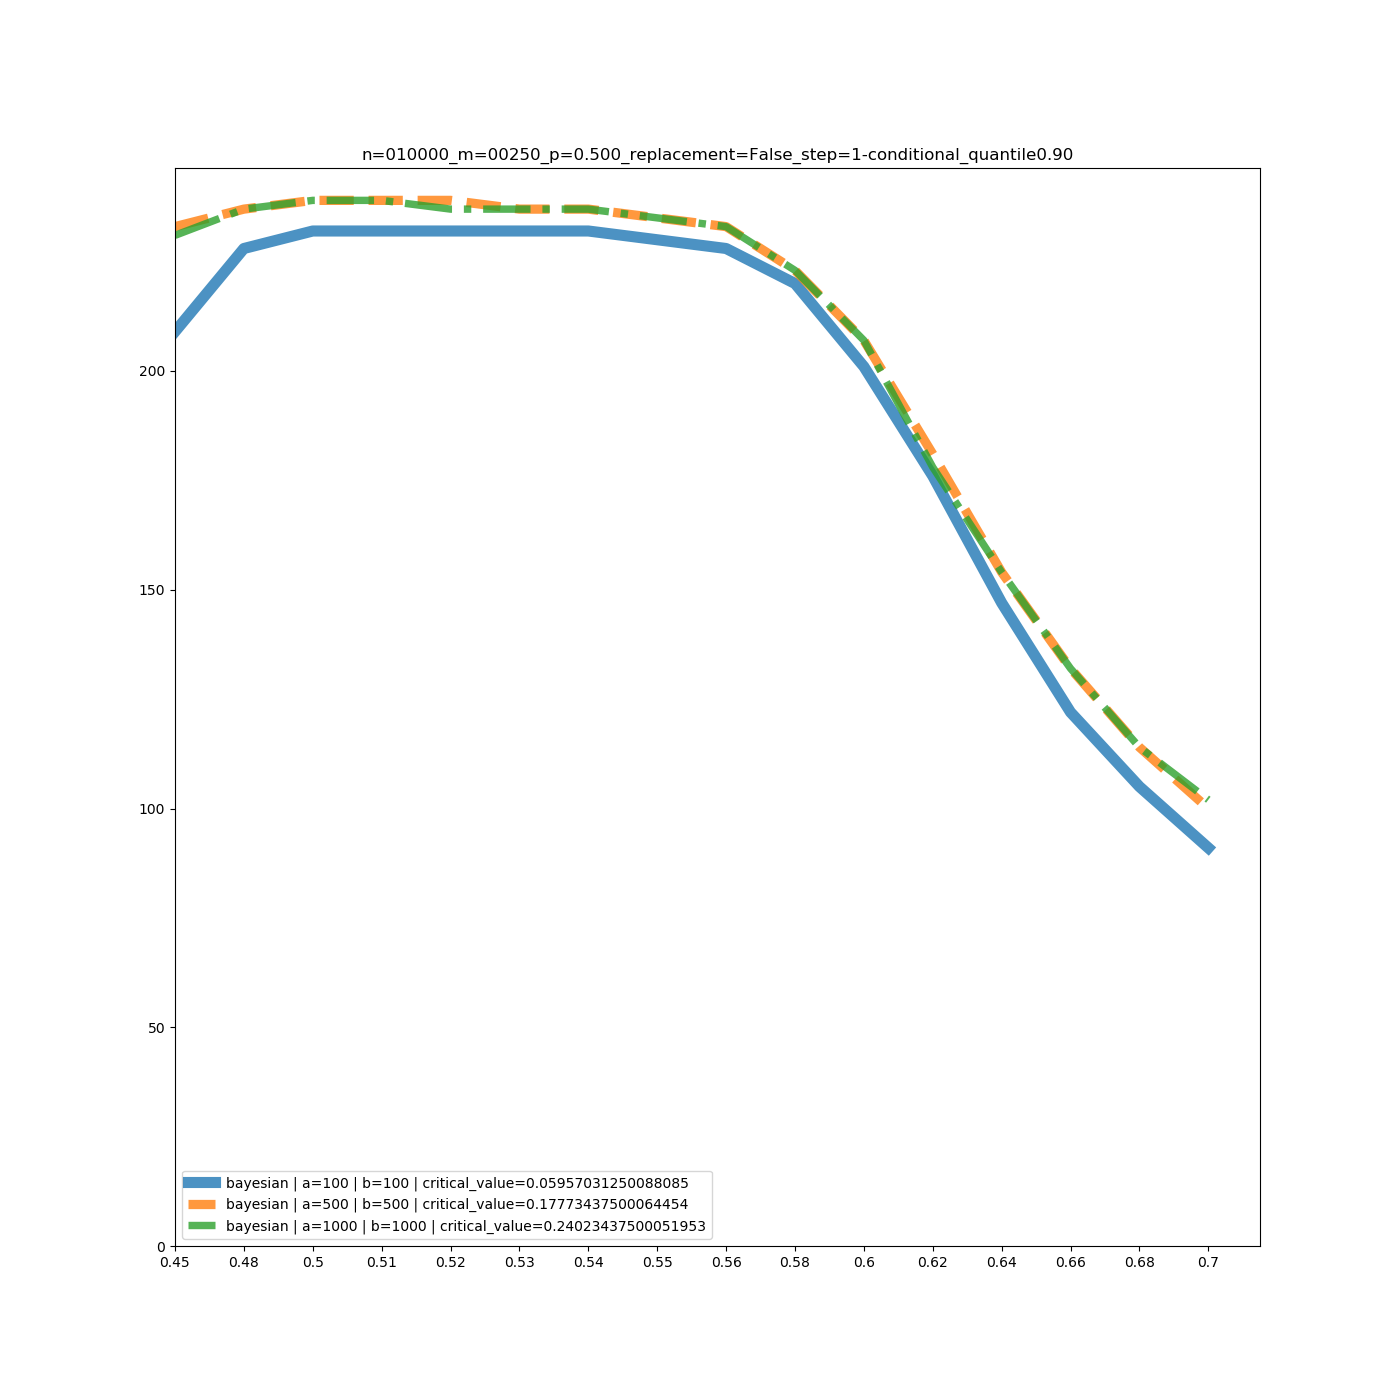 n=010000_m=00250_p=0.500_replacement=False_step=1-conditional_quantile0.90
200
150
100
50
0
bayesian | a=100 | b=100 | critical_value=0.05957031250088085
bayesian | a=500 | b=500 | critical_value=0.17773437500064454
bayesian | a=1000 | b=1000 | critical_value=0.24023437500051953
0.45 0.48 0.5 0.51 0.52 0.53 0.54 0.55 0.56 0.58 0.6 0.62 0.64 0.66 0.68 0.7